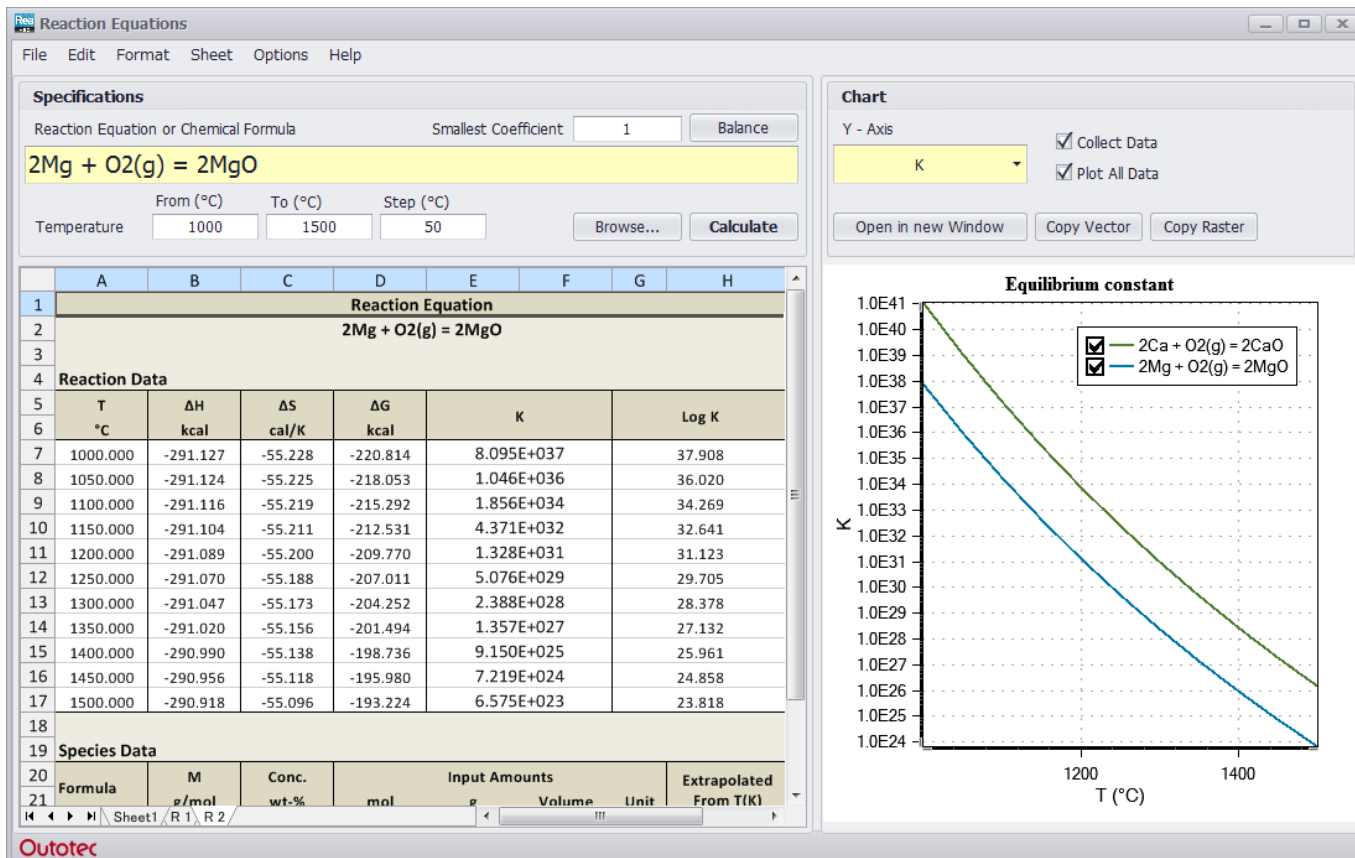 Rea Reaction Equations
File Edit Format Sheet Options Help
Specifications
Reaction Equation or Chemical Formula Smallest Coefficient 1 Balance
2Mg + O2(g) = 2MgO
From (°C) To (°C) Step (°C)
Temperature 1000 1500 50 Browse... Calculate
A B C D E F G H
1 Reaction Equation
2 2Mg + O2(g) = 2MgO
3
4 Reaction Data
5 T ΔH ΔS ΔG K Log K
6 °C kcal cal/K kcal
7 1000.000 -291.127 -55.228 -220.814 8.095E+037 37.908
8 1050.000 -291.124 -55.225 -218.053 1.046E+036 36.020
9 1100.000 -291.116 -55.219 -215.292 1.856E+034 34.269
10 1150.000 -291.104 -55.211 -212.531 4.371E+032 32.641
11 1200.000 -291.089 -55.200 -209.770 1.328E+031 31.123
12 1250.000 -291.070 -55.188 -207.011 5.076E+029 29.705
13 1300.000 -291.047 -55.173 -204.252 2.388E+028 28.378
14 1350.000 -291.020 -55.156 -201.494 1.357E+027 27.132
15 1400.000 -290.990 -55.138 -198.736 9.150E+025 25.961
16 1450.000 -290.956 -55.118 -195.980 7.219E+024 24.858
17 1500.000 -290.918 -55.096 -193.224 6.575E+023 23.818
18
19 Species Data
20 Formula M Conc. Input Amounts Extrapolated
21 g/mol wt-% mol g Volume Unit From T(K)
Sheet1 R 1 R 2
Outotec
Chart
Y - Axis
K
Collect Data
Plot All Data
Open in new Window Copy Vector Copy Raster
Equilibrium constant
1.0E41
1.0E40
1.0E39
1.0E38
1.0E37
1.0E36
1.0E35
1.0E34
1.0E33
1.0E32
1.0E31
1.0E30
1.0E29
1.0E28
1.0E27
1.0E26
1.0E25
1.0E24
K
2Ca + O2(g) = 2CaO
2Mg + O2(g) = 2MgO
1200 1400
T (°C)